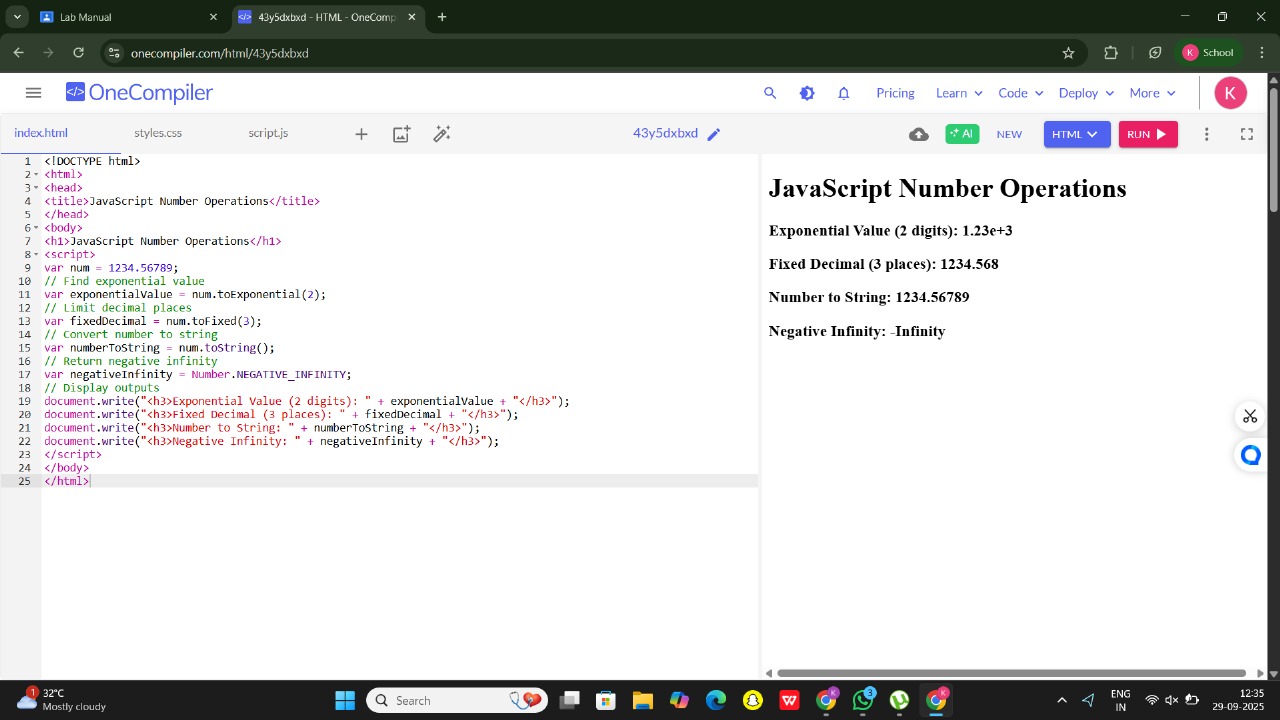 Lab Manual
43y5dxbxd - HTML - OneComp
onecompiler.com/html/43y5dxbxd
K School
</> OneCompiler
Pricing Learn Code Deploy More K
index.html styles.css script.js
43y5dxbxd
AI NEW HTML RUN
1 <!DOCTYPE html>
2 <html>
3 <head>
4 <title>JavaScript Number Operations</title>
5 </head>
6 <body>
7 <h1>JavaScript Number Operations</h1>
8 <script>
9 var num = 1234.56789;
10 // Find exponential value
11 var exponentialValue = num.toExponential(2);
12 // Limit decimal places
13 var fixedDecimal = num.toFixed(3);
14 // Convert number to string
15 var numberToString = num.toString();
16 // Return negative infinity
17 var negativeInfinity = Number.NEGATIVE_INFINITY;
18 // Display outputs
19 document.write("<h3>Exponential Value (2 digits): " + exponentialValue + "</h3>");
20 document.write("<h3>Fixed Decimal (3 places): " + fixedDecimal + "</h3>");
21 document.write("<h3>Number to String: " + numberToString + "</h3>");
22 document.write("<h3>Negative Infinity: " + negativeInfinity + "</h3>");
23 </script>
24 </body>
25 </html>
JavaScript Number Operations
Exponential Value (2 digits): 1.23e+3
Fixed Decimal (3 places): 1234.568
Number to String: 1234.56789
Negative Infinity: -Infinity
1
32°C
Mostly cloudy
Search
W
K
3
K
ENG
IN
12:35
29-09-2025